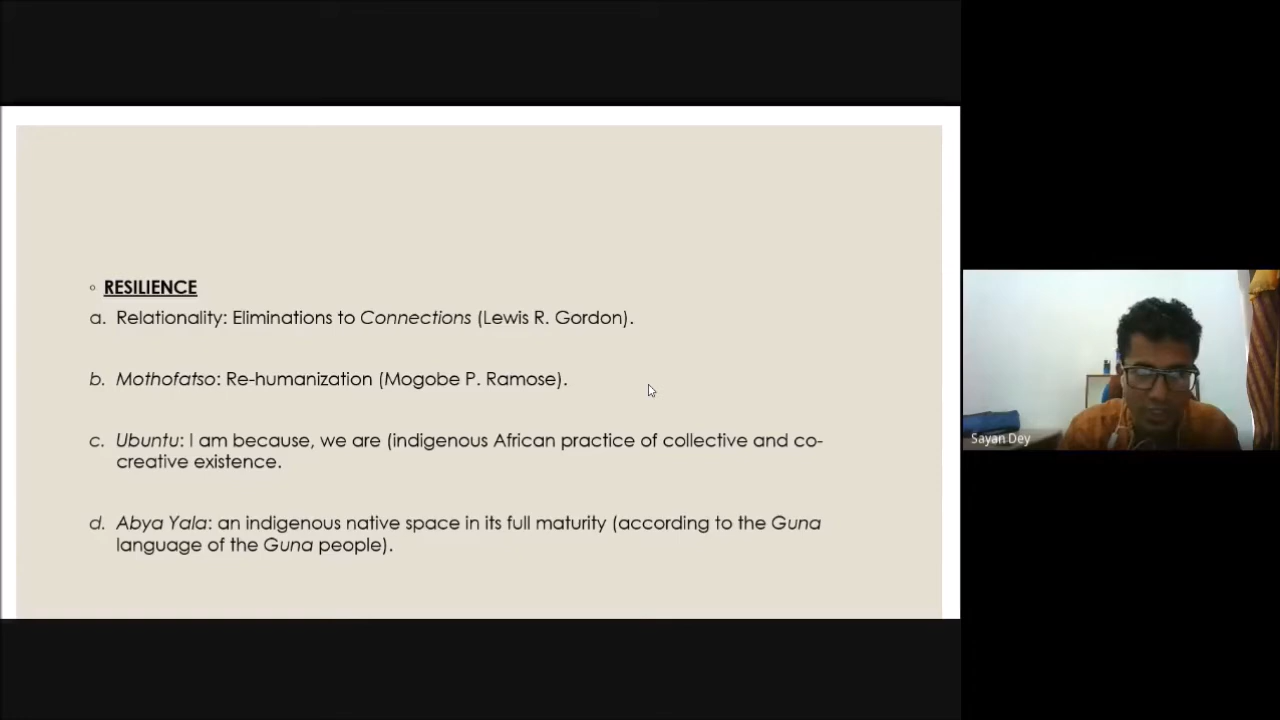 ◦ RESILIENCE
a. Relationality: Eliminations to Connections (Lewis R. Gordon).
b. Mothofatso: Re-humanization (Mogobe P. Ramose).
c. Ubuntu: I am because, we are (indigenous African practice of collective and co-
creative existence.
d. Abya Yala: an indigenous native space in its full maturity (according to the Guna
language of the Guna people).
Sayan Dey